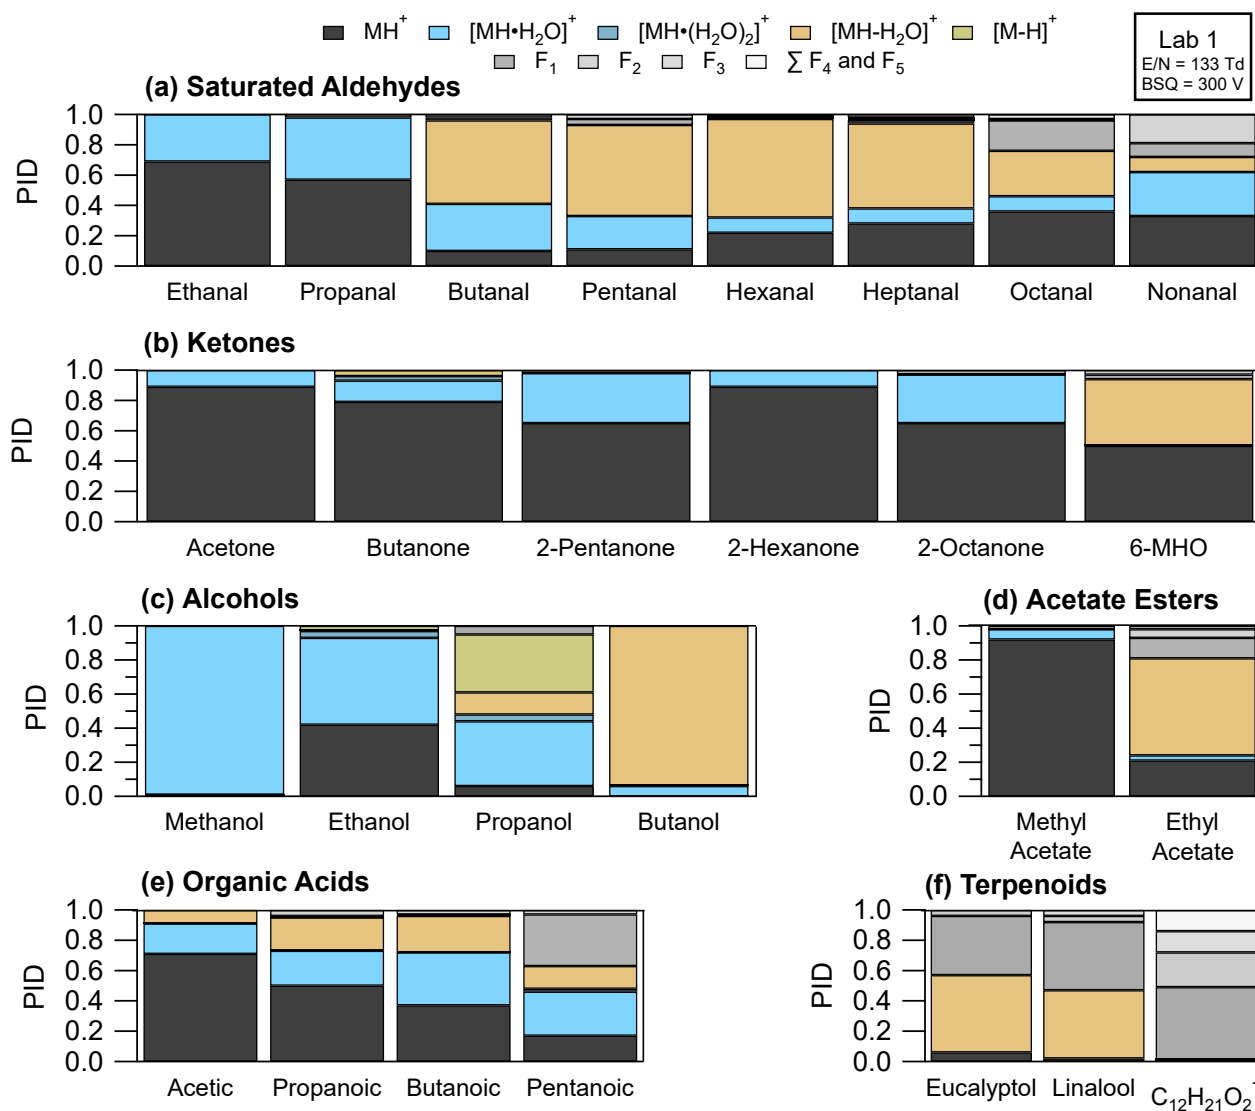 MH⁺ [MH•H₂O]⁺ [MH•(H₂O)₂]⁺ [MH-H₂O]⁺ [M-H]⁺
F₁ F₂ F₃ ∑ F₄ and F₅
Lab 1
E/N = 133 Td
BSQ = 300 V
(a) Saturated Aldehydes
PID
1.0
0.8
0.6
0.4
0.2
0.0
Ethanal Propanal Butanal Pentanal Hexanal Heptanal Octanal Nonanal
(b) Ketones
PID
1.0
0.8
0.6
0.4
0.2
0.0
Acetone Butanone 2-Pentanone 2-Hexanone 2-Octanone 6-MHO
(c) Alcohols
PID
1.0
0.8
0.6
0.4
0.2
0.0
Methanol Ethanol Propanol Butanol
(d) Acetate Esters
PID
1.0
0.8
0.6
0.4
0.2
0.0
Methyl Ethyl
Acetate Acetate
(e) Organic Acids
PID
1.0
0.8
0.6
0.4
0.2
0.0
Acetic Propanoic Butanoic Pentanoic
(f) Terpenoids
PID
1.0
0.8
0.6
0.4
0.2
0.0
Eucalyptol Linalool C₁₂H₂₁O₂